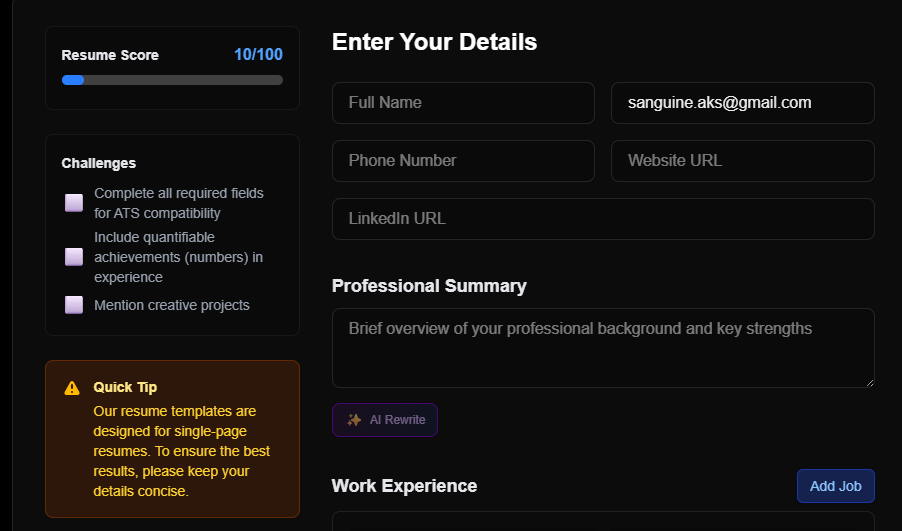 Resume Score
10/100
Challenges
Complete all required fields
for ATS compatibility
Include quantifiable
achievements (numbers) in
experience
Mention creative projects
Quick Tip
Our resume templates are
designed for single-page
resumes. To ensure the best
results, please keep your
details concise.
Enter Your Details
Full Name
sanguine.aks@gmail.com
Phone Number
Website URL
LinkedIn URL
Professional Summary
Brief overview of your professional background and key strengths
AI Rewrite
Work Experience
Add Job